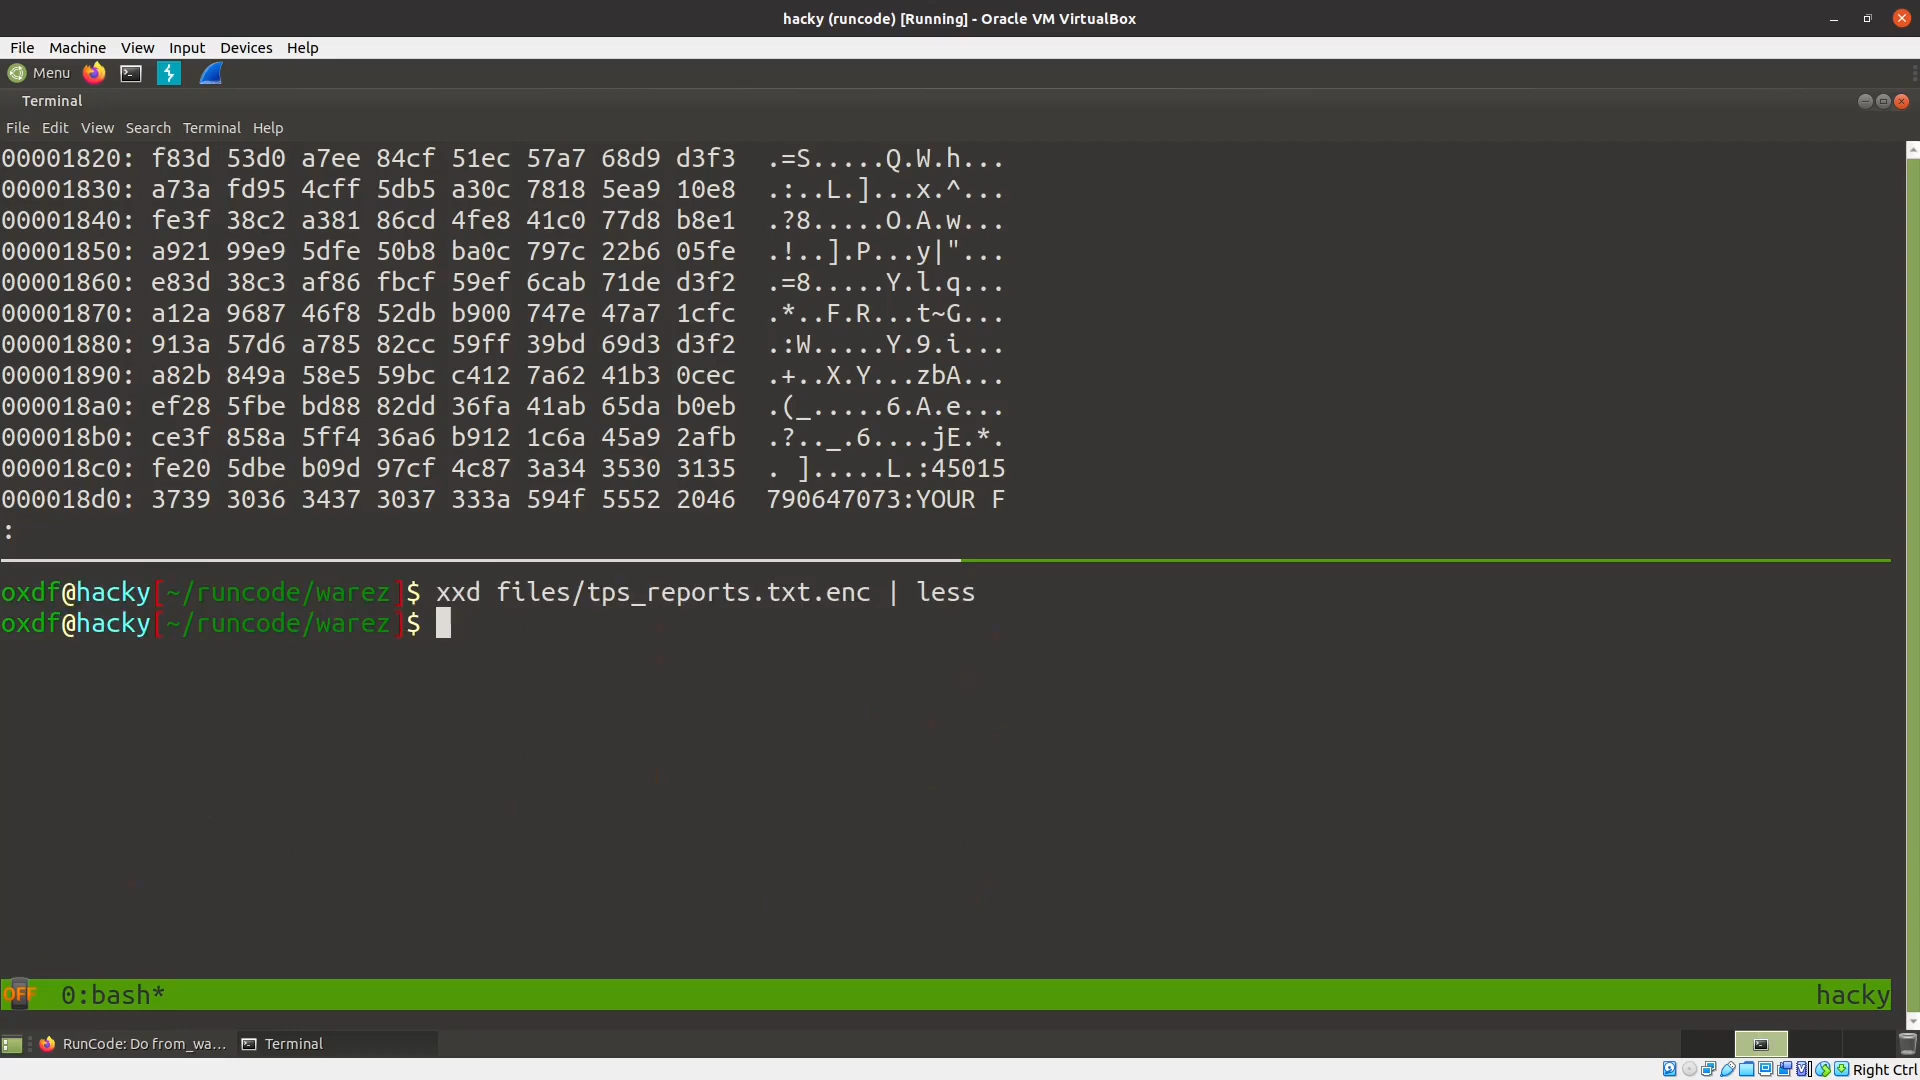 hacky (runcode) [Running] - Oracle VM VirtualBox
File Machine View Input Devices Help
Menu
Terminal
File Edit View Search Terminal Help
00001820: f83d 53d0 a7ee 84cf 51ec 57a7 68d9 d3f3  .=S.....Q.W.h...
00001830: a73a fd95 4cff 5db5 a30c 7818 5ea9 10e8  .:..L.]...x.^...
00001840: fe3f 38c2 a381 86cd 4fe8 41c0 77d8 b8e1  .?8.....O.A.w...
00001850: a921 99e9 5dfe 50b8 ba0c 797c 22b6 05fe  .!..].P...y|"...
00001860: e83d 38c3 af86 fbcf 59ef 6cab 71de d3f2  .=8.....Y.l.q...
00001870: a12a 9687 46f8 52db b900 747e 47a7 1cfc  .*..F.R...t~G...
00001880: 913a 57d6 a785 82cc 59ff 39bd 69d3 d3f2  .:W.....Y.9.i...
00001890: a82b 849a 58e5 59bc c412 7a62 41b3 0cec  .+..X.Y...zbA...
000018a0: ef28 5fbe bd88 82dd 36fa 41ab 65da b0eb  .(_.....6.A.e...
000018b0: ce3f 858a 5ff4 36a6 b912 1c6a 45a9 2afb  .?.._.6....jE.*.
000018c0: fe20 5dbe b09d 97cf 4c87 3a34 3530 3135  . ].....L.:45015
000018d0: 3739 3036 3437 3037 333a 594f 5552 2046  790647073:YOUR F
:
oxdf@hacky[~/runcode/warez]$ xxd files/tps_reports.txt.enc | less
oxdf@hacky[~/runcode/warez]$
OFF 0:bash* hacky
RunCode: Do from_wa... Terminal
Right Ctrl